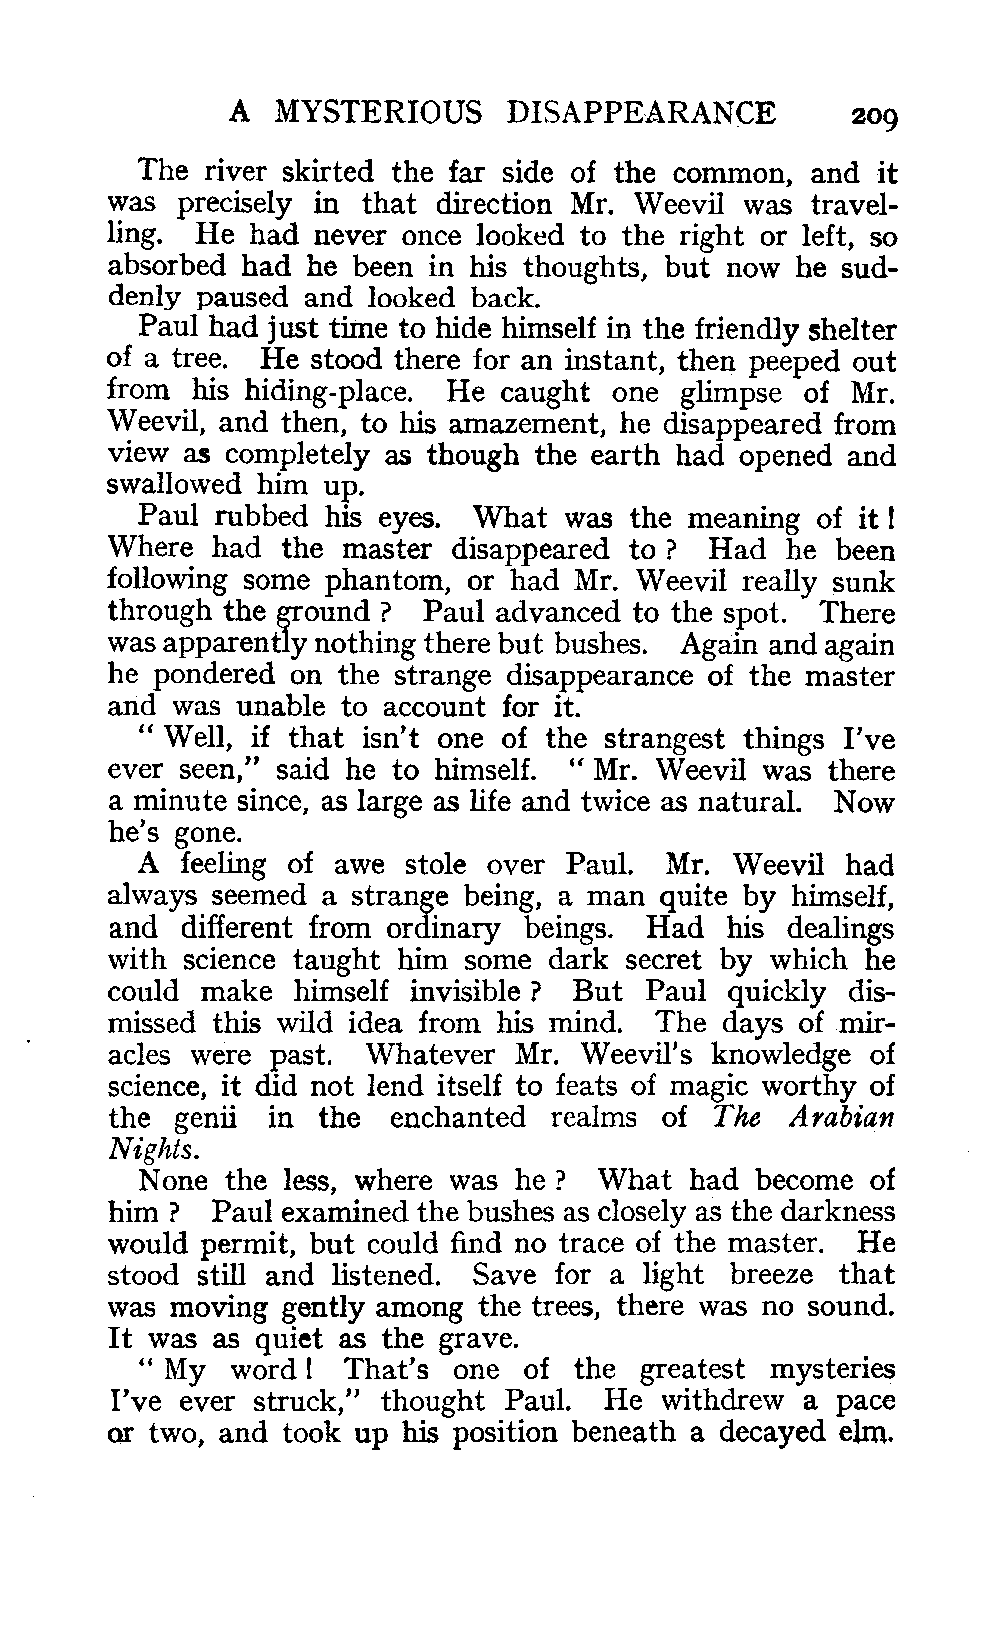 A MYSTERIOUS DISAPPEARANCE 209
The river skirted the far side of the common, and it
was precisely in that direction Mr. Weevil was travel-
ling. He had never once looked to the right or left, so
absorbed had he been in his thoughts, but now he sud-
denly paused and looked back.
Paul had just time to hide himself in the friendly shelter
of a tree. He stood there for an instant, then peeped out
from his hiding-place. He caught one glimpse of Mr.
Weevil, and then, to his amazement, he disappeared from
view as completely as though the earth had opened and
swallowed him up.
Paul rubbed his eyes. What was the meaning of it!
Where had the master disappeared to? Had he been
following some phantom, or had Mr. Weevil really sunk
through the ground? Paul advanced to the spot. There
was apparently nothing there but bushes. Again and again
he pondered on the strange disappearance of the master
and was unable to account for it.
"Well, if that isn't one of the strangest things I've
ever seen," said he to himself. "Mr. Weevil was there
a minute since, as large as life and twice as natural. Now
he's gone.
A feeling of awe stole over Paul. Mr. Weevil had
always seemed a strange being, a man quite by himself,
and different from ordinary beings. Had his dealings
with science taught him some dark secret by which he
could make himself invisible? But Paul quickly dis-
missed this wild idea from his mind. The days of mir-
acles were past. Whatever Mr. Weevil's knowledge of
science, it did not lend itself to feats of magic worthy of
the genii in the enchanted realms of The Arabian
Nights.
None the less, where was he? What had become of
him? Paul examined the bushes as closely as the darkness
would permit, but could find no trace of the master. He
stood still and listened. Save for a light breeze that
was moving gently among the trees, there was no sound.
It was as quiet as the grave.
"My word! That's one of the greatest mysteries
I've ever struck," thought Paul. He withdrew a pace
or two, and took up his position beneath a decayed elm.